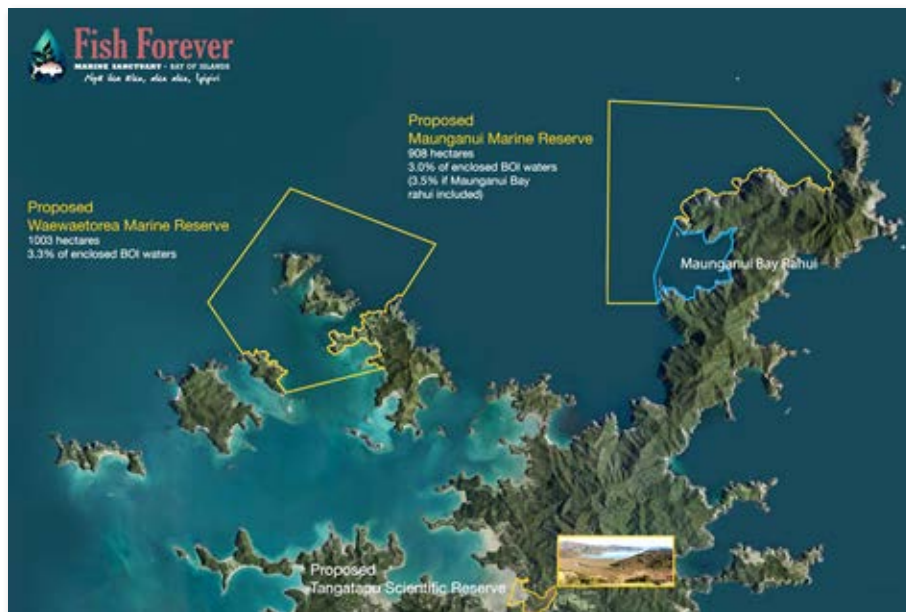 Fish Forever
MARINE SANCTUARY - BAY OF ISLANDS
Proposed
Maunganui Marine Reserve
908 hectares
3.0% of enclosed BOI waters
(3.5% if Maunganui Bay
rahui included)
Proposed
Waewaetorea Marine Reserve
1003 hectares
3.3% of enclosed BOI waters
Maunganui Bay Rahui
Proposed
Tangatapu Scientific Reserve